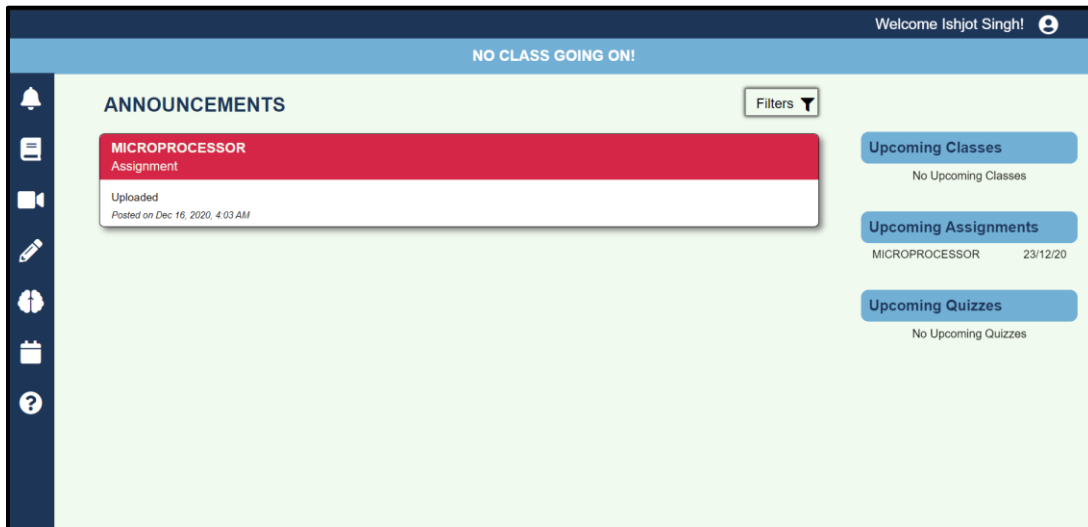 Welcome Ishjot Singh!
NO CLASS GOING ON!
ANNOUNCEMENTS
Filters
MICROPROCESSOR
Assignment
Uploaded
Posted on Dec 16, 2020, 4:03 AM
Upcoming Classes
No Upcoming Classes
Upcoming Assignments
MICROPROCESSOR 23/12/20
Upcoming Quizzes
No Upcoming Quizzes